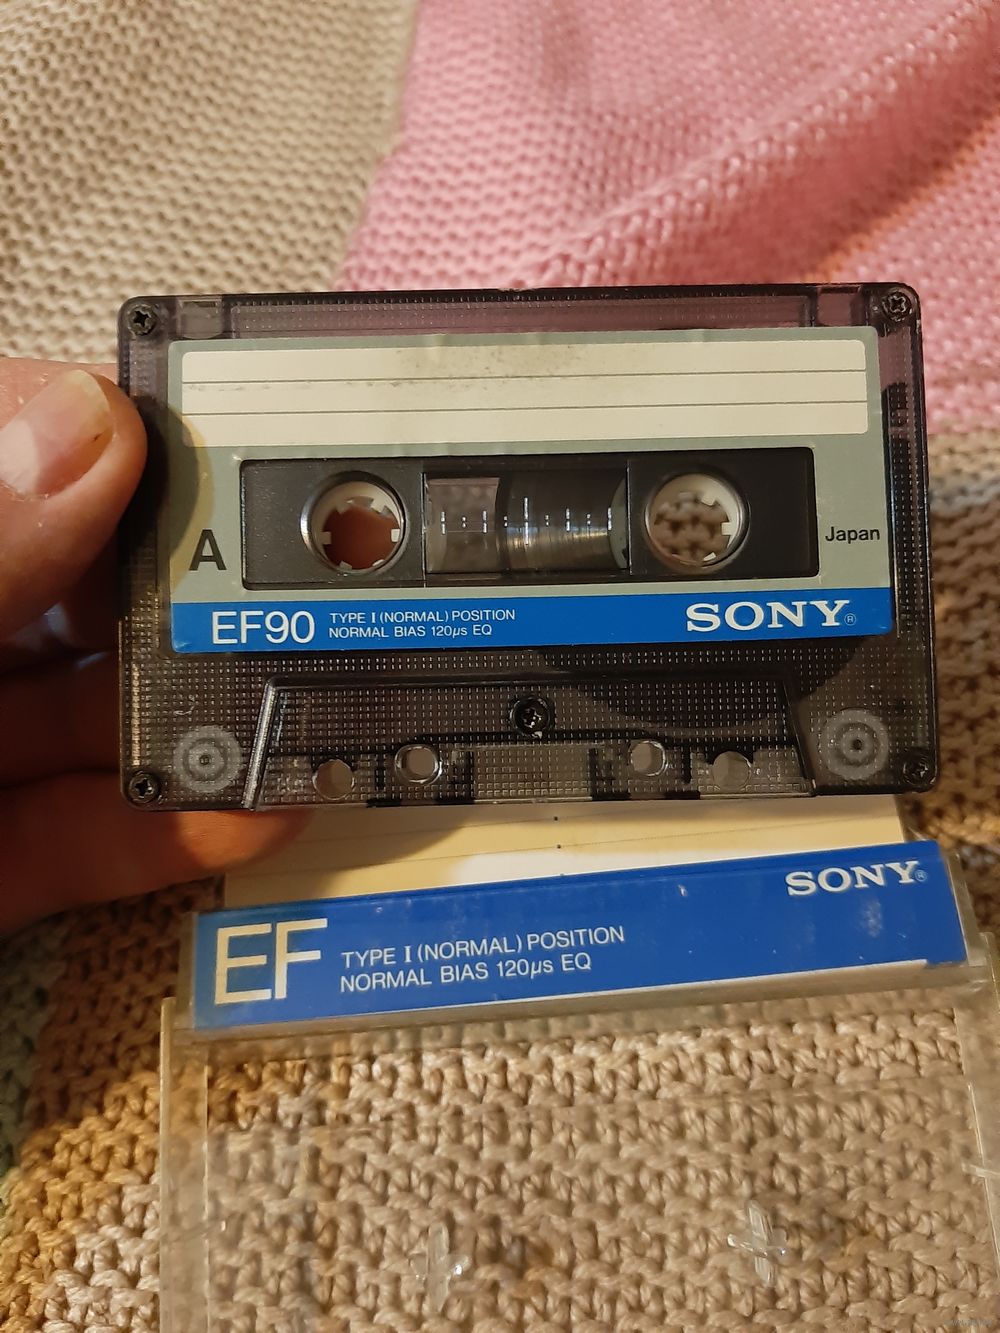 A
Japan
EF90
TYPE I (NORMAL) POSITION
NORMAL BIAS 120µs EQ
SONY®
SONY®
EF
TYPE I (NORMAL) POSITION
NORMAL BIAS 120µs EQ